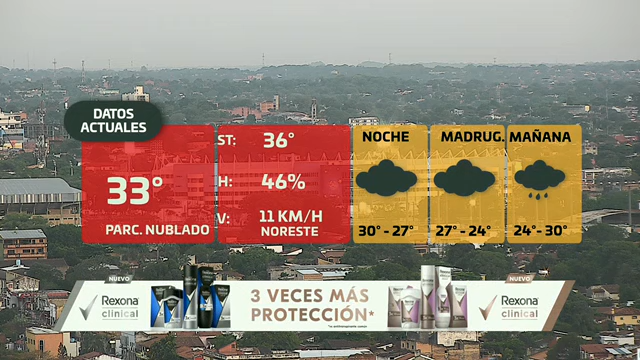 DATOS
ACTUALES
33°
PARC. NUBLADO
ST: 36°
H: 46%
V: 11 KM/H
NORESTE
NOCHE
30° - 27°
MADRUG.
27° - 24°
MAÑANA
24° - 30°
NUEVO
Rexona
clinical
3 VECES MÁS
PROTECCIÓN*
NUEVO
Rexona
clinical